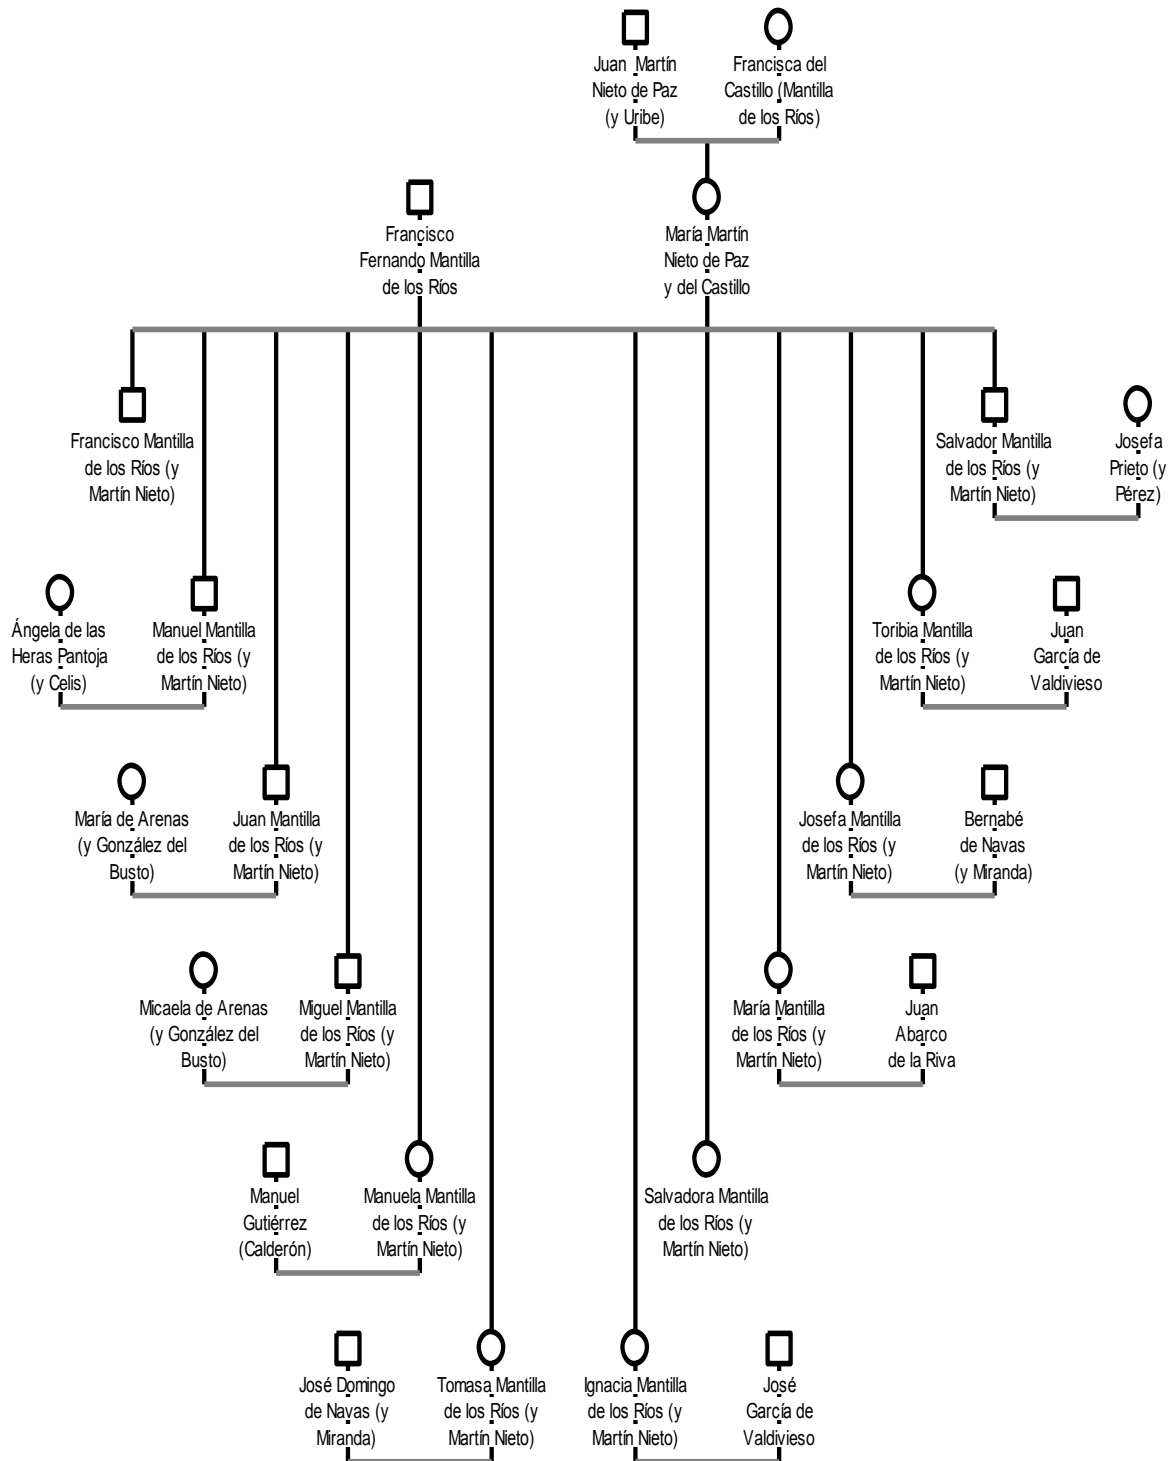 Juan Martín
Nieto de Paz
(y Uribe)
Francisca del
Castillo (Mantilla
de los Ríos)
Francisco
Fernando Mantilla
de los Ríos
María Martín
Nieto de Paz
y del Castillo
Francisco Mantilla
de los Ríos (y
Martín Nieto)
Salvador Mantilla
de los Ríos (y
Martín Nieto)
Josefa
Prieto (y
Pérez)
Ángela de las
Heras Pantoja
(y Celis)
Manuel Mantilla
de los Ríos (y
Martín Nieto)
Toribia Mantilla
de los Ríos (y
Martín Nieto)
Juan
García de
Valdivieso
María de Arenas
(y González del
Busto)
Juan Mantilla
de los Ríos (y
Martín Nieto)
Josefa Mantilla
de los Ríos (y
Martín Nieto)
Bernabé
de Navas
(y Miranda)
Micaela de Arenas
(y González del
Busto)
Miguel Mantilla
de los Ríos (y
Martín Nieto)
María Mantilla
de los Ríos (y
Martín Nieto)
Juan
Abarco
de la Riva
Manuel
Gutiérrez
(Calderón)
Manuela Mantilla
de los Ríos (y
Martín Nieto)
Salvadora Mantilla
de los Ríos (y
Martín Nieto)
José Domingo
de Navas (y
Miranda)
Tomasa Mantilla
de los Ríos (y
Martín Nieto)
Ignacia Mantilla
de los Ríos (y
Martín Nieto)
José
García de
Valdivieso